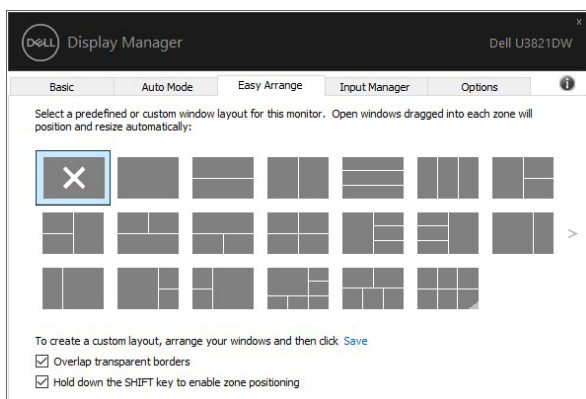 x
DELL Display Manager
Dell U3821DW
Basic
Auto Mode
Easy Arrange
Input Manager
Options
i
Select a predefined or custom window layout for this monitor. Open windows dragged into each zone will
position and resize automatically:
>
To create a custom layout, arrange your windows and then click Save
Overlap transparent borders
Hold down the SHIFT key to enable zone positioning